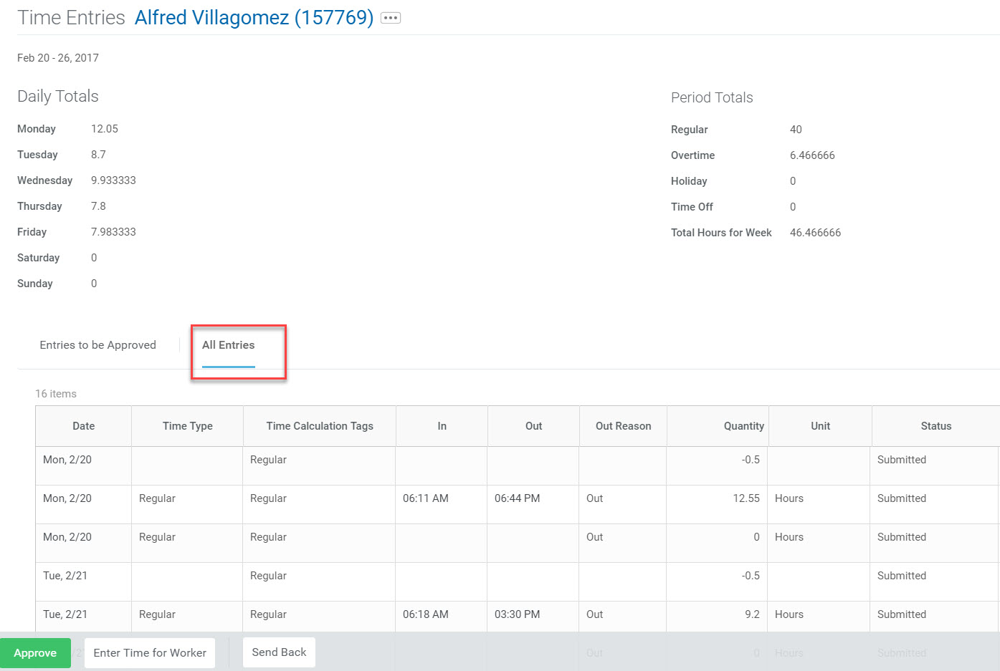 Time Entries Alfred Villagomez (157769)
Feb 20 - 26, 2017
Daily Totals
Monday 12.05
Tuesday 8.7
Wednesday 9.933333
Thursday 7.8
Friday 7.983333
Saturday 0
Sunday 0
Period Totals
Regular 40
Overtime 6.466666
Holiday 0
Time Off 0
Total Hours for Week 46.466666
Entries to be Approved All Entries
16 items
Date Time Type Time Calculation Tags In Out Out Reason Quantity Unit Status
Mon, 2/20 Regular -0.5 Submitted
Mon, 2/20 Regular Regular 06:11 AM 06:44 PM Out 12.55 Hours Submitted
Mon, 2/20 Regular Regular Out 0 Hours Submitted
Tue, 2/21 Regular -0.5 Submitted
Tue, 2/21 Regular Regular 06:18 AM 03:30 PM Out 9.2 Hours Submitted
Out 0 Hours Submitted
Approve Enter Time for Worker Send Back